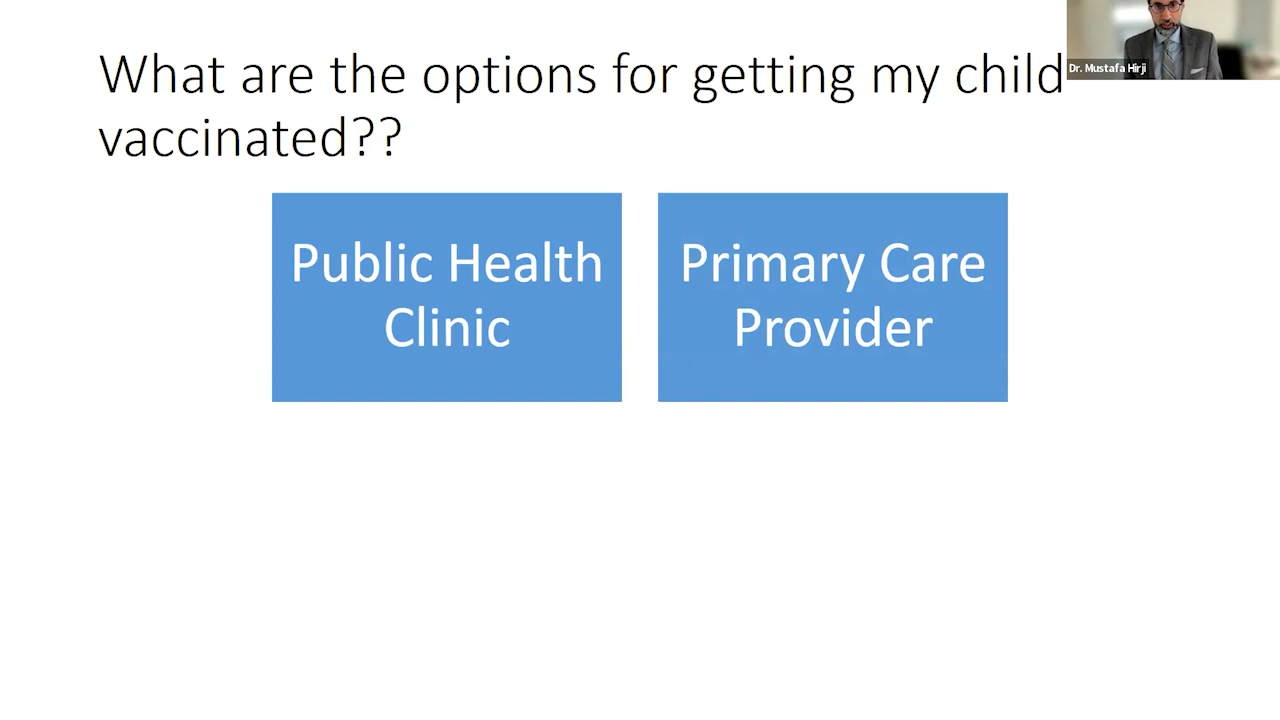 What are the options for getting my child
vaccinated??
Dr. Mustafa Hirji
Public Health
Clinic
Primary Care
Provider